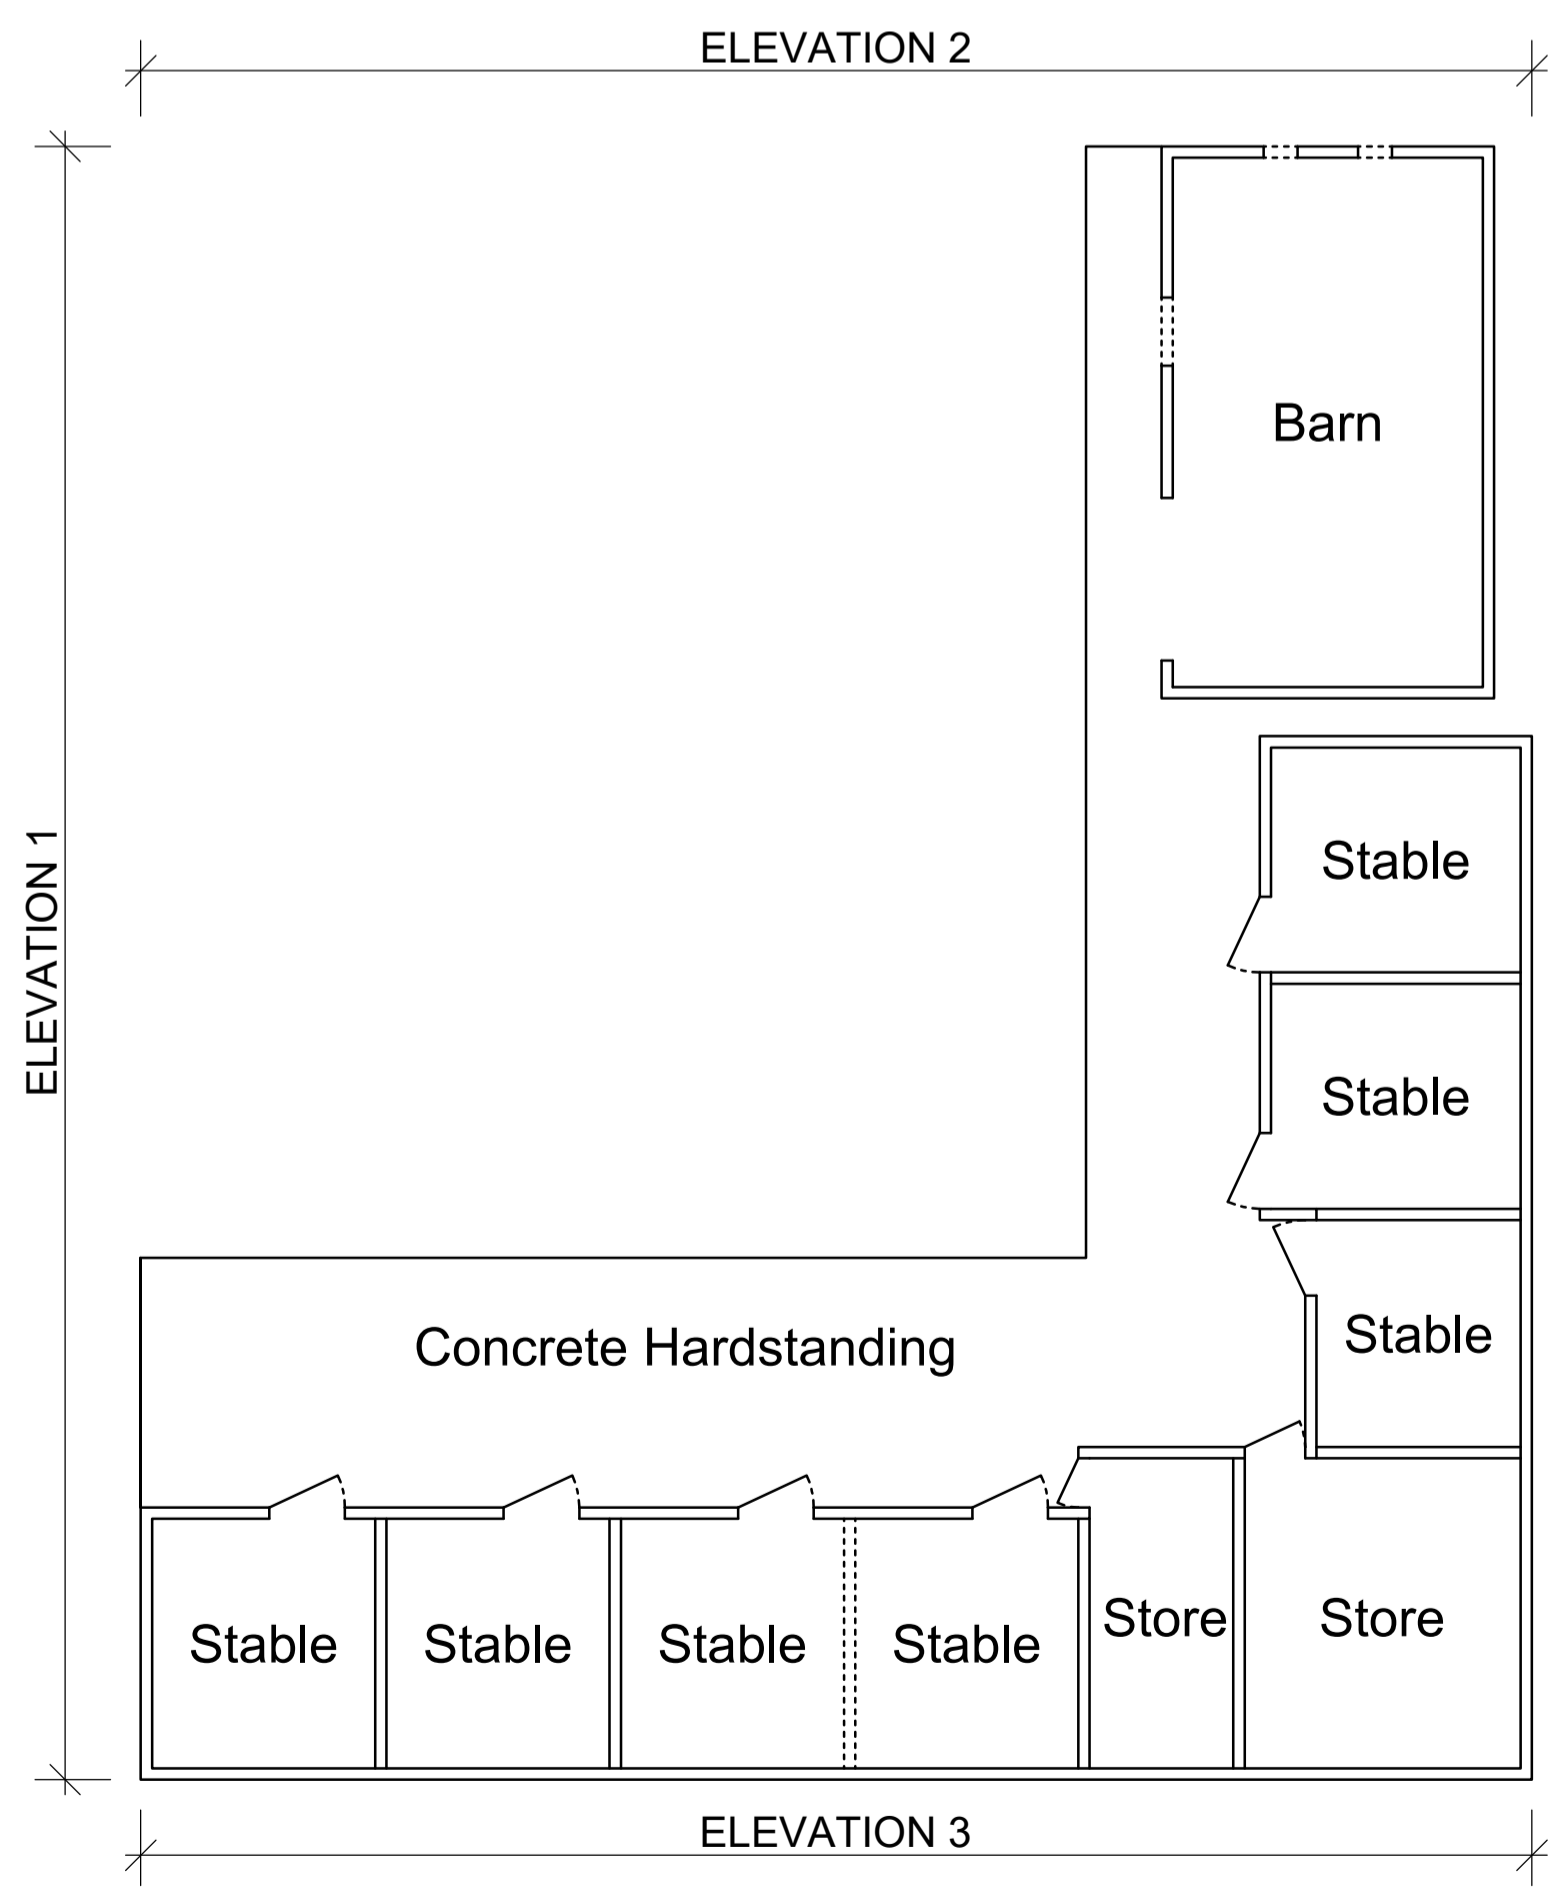 ELEVATION 2
Barn
Stable
ELEVATION 1
Stable
Stable
Concrete Hardstanding
Store
Store
Stable
Stable
Stable
Stable
ELEVATION 3